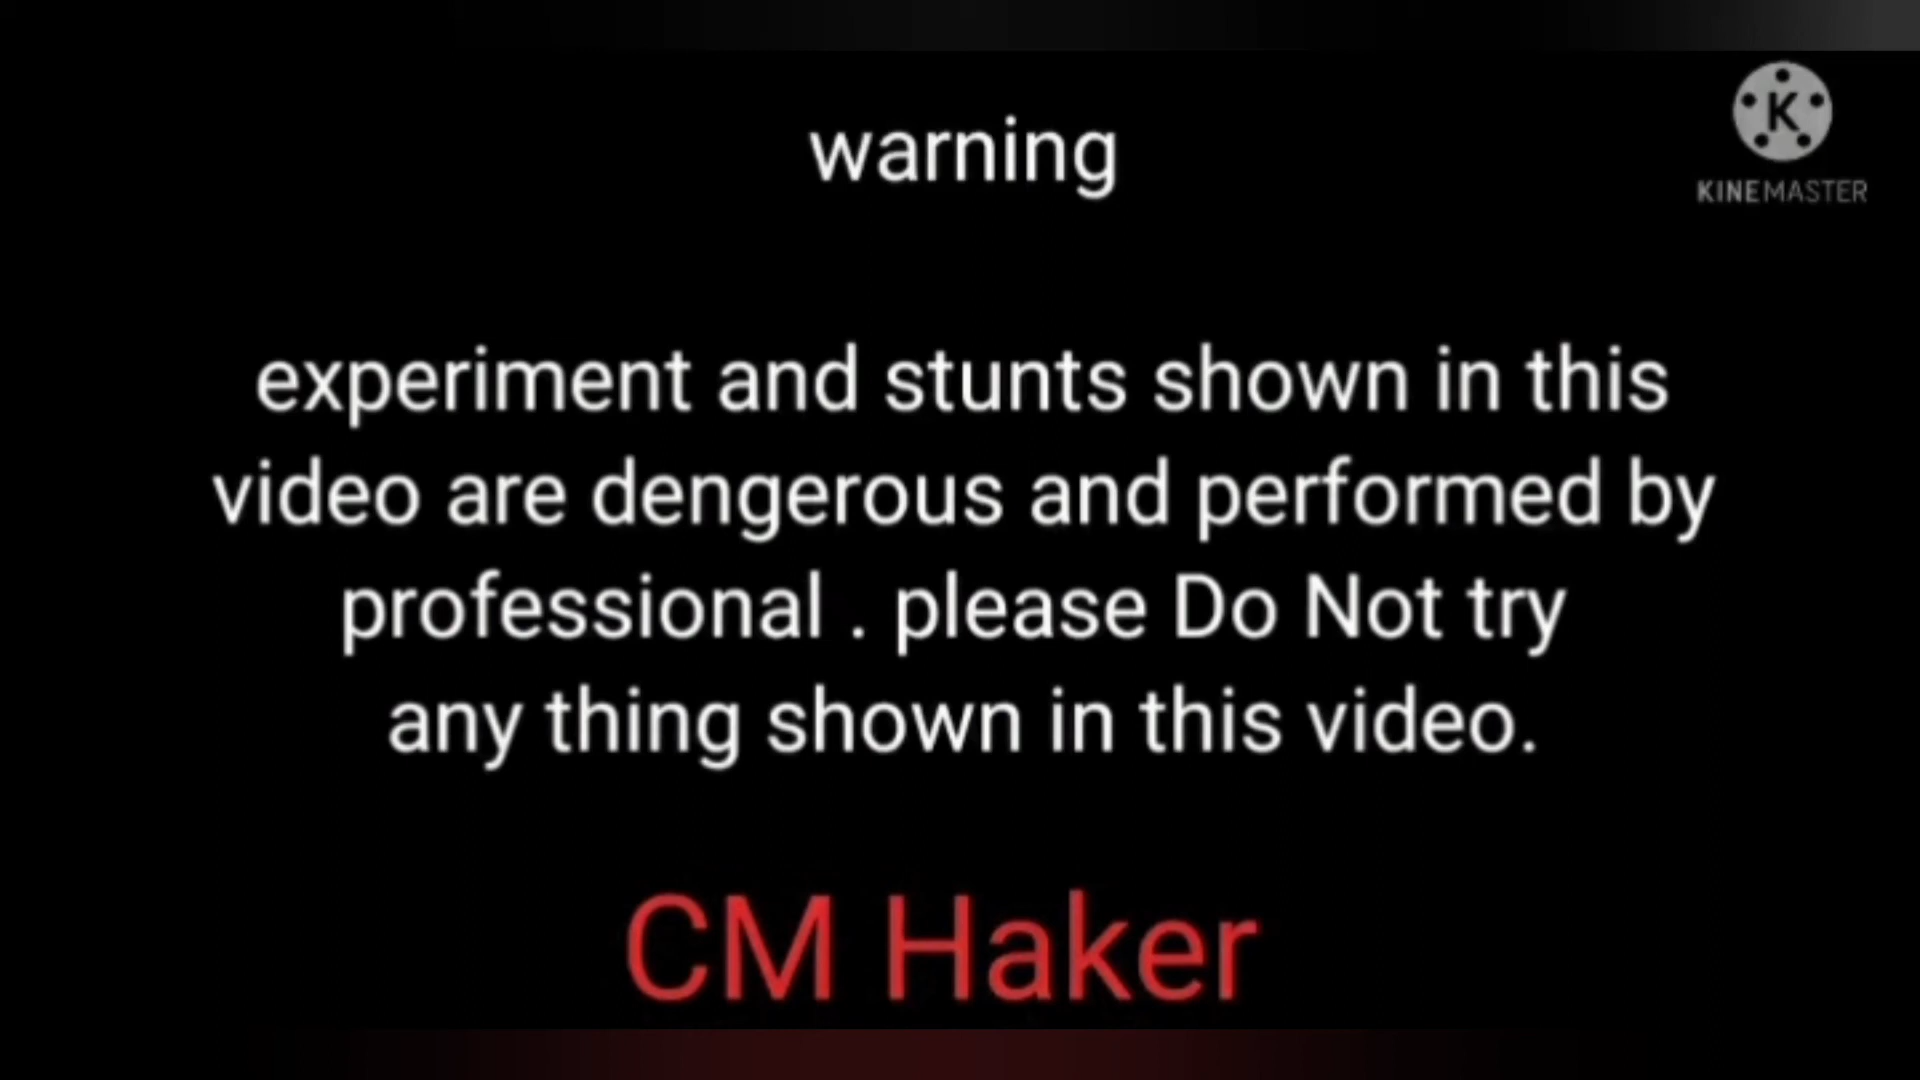 warning
K
KINEMASTER
experiment and stunts shown in this
video are dengerous and performed by
professional . please Do Not try
any thing shown in this video.
CM Haker